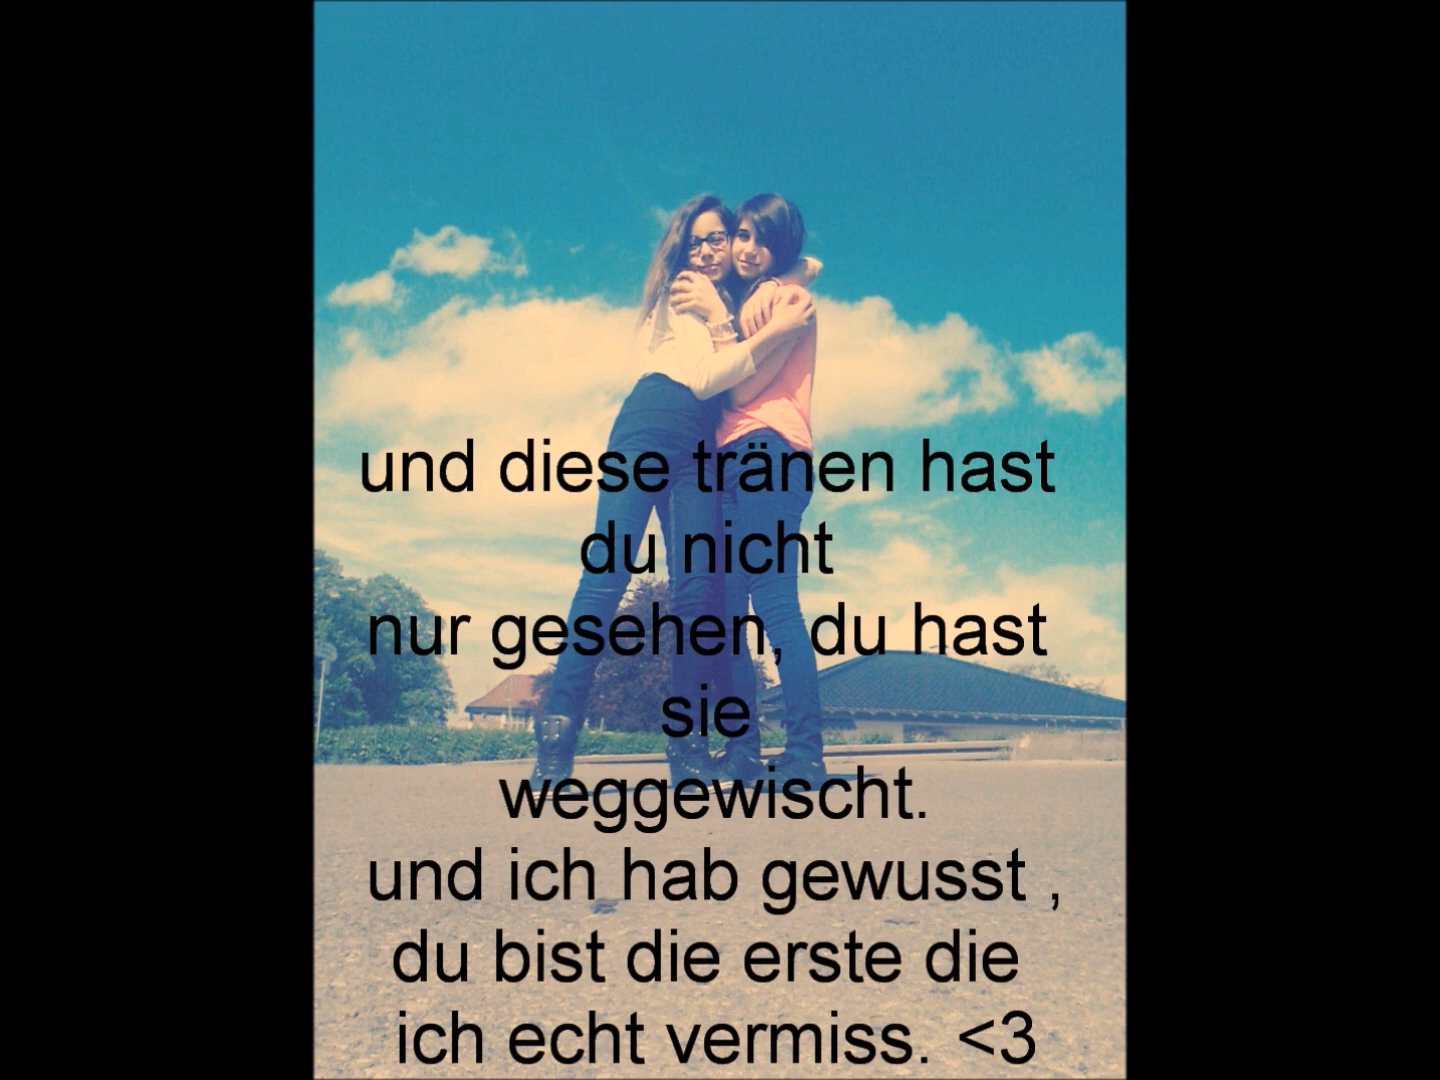 und diese tränen hast
du nicht
nur gesehen, du hast
sie
weggewischt.
und ich hab gewusst ,
du bist die erste die
ich echt vermiss. <3